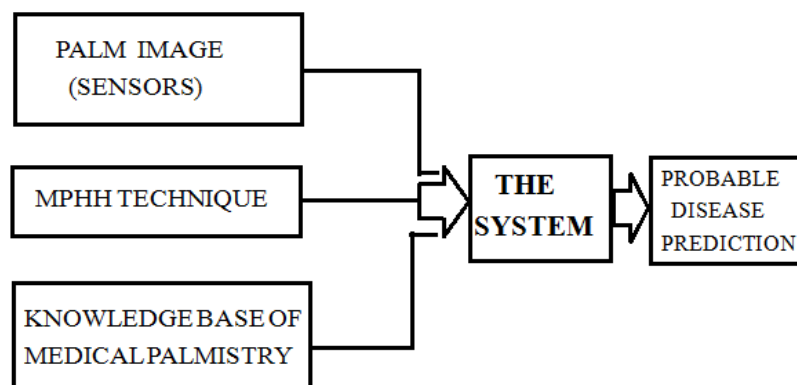 PALM IMAGE
(SENSORS)
MPHH TECHNIQUE
KNOWLEDGE BASE OF
MEDICAL PALMISTRY
THE
SYSTEM
PROBABLE
DISEASE
PREDICTION